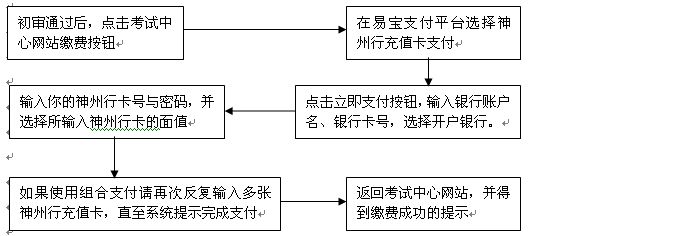 初审通过后，点击考试中
心网站缴费按钮
在易宝支付平台选择神
州行充值卡支付
点击立即支付按钮，输入银行账户
名、银行卡号，选择开户银行。
输入你的神州行卡号与密码，并
选择所输入神州行卡的面值
如果使用组合支付请再次反复输入多张
神州行充值卡，直至系统提示完成支付
返回考试中心网站，并得
到缴费成功的提示